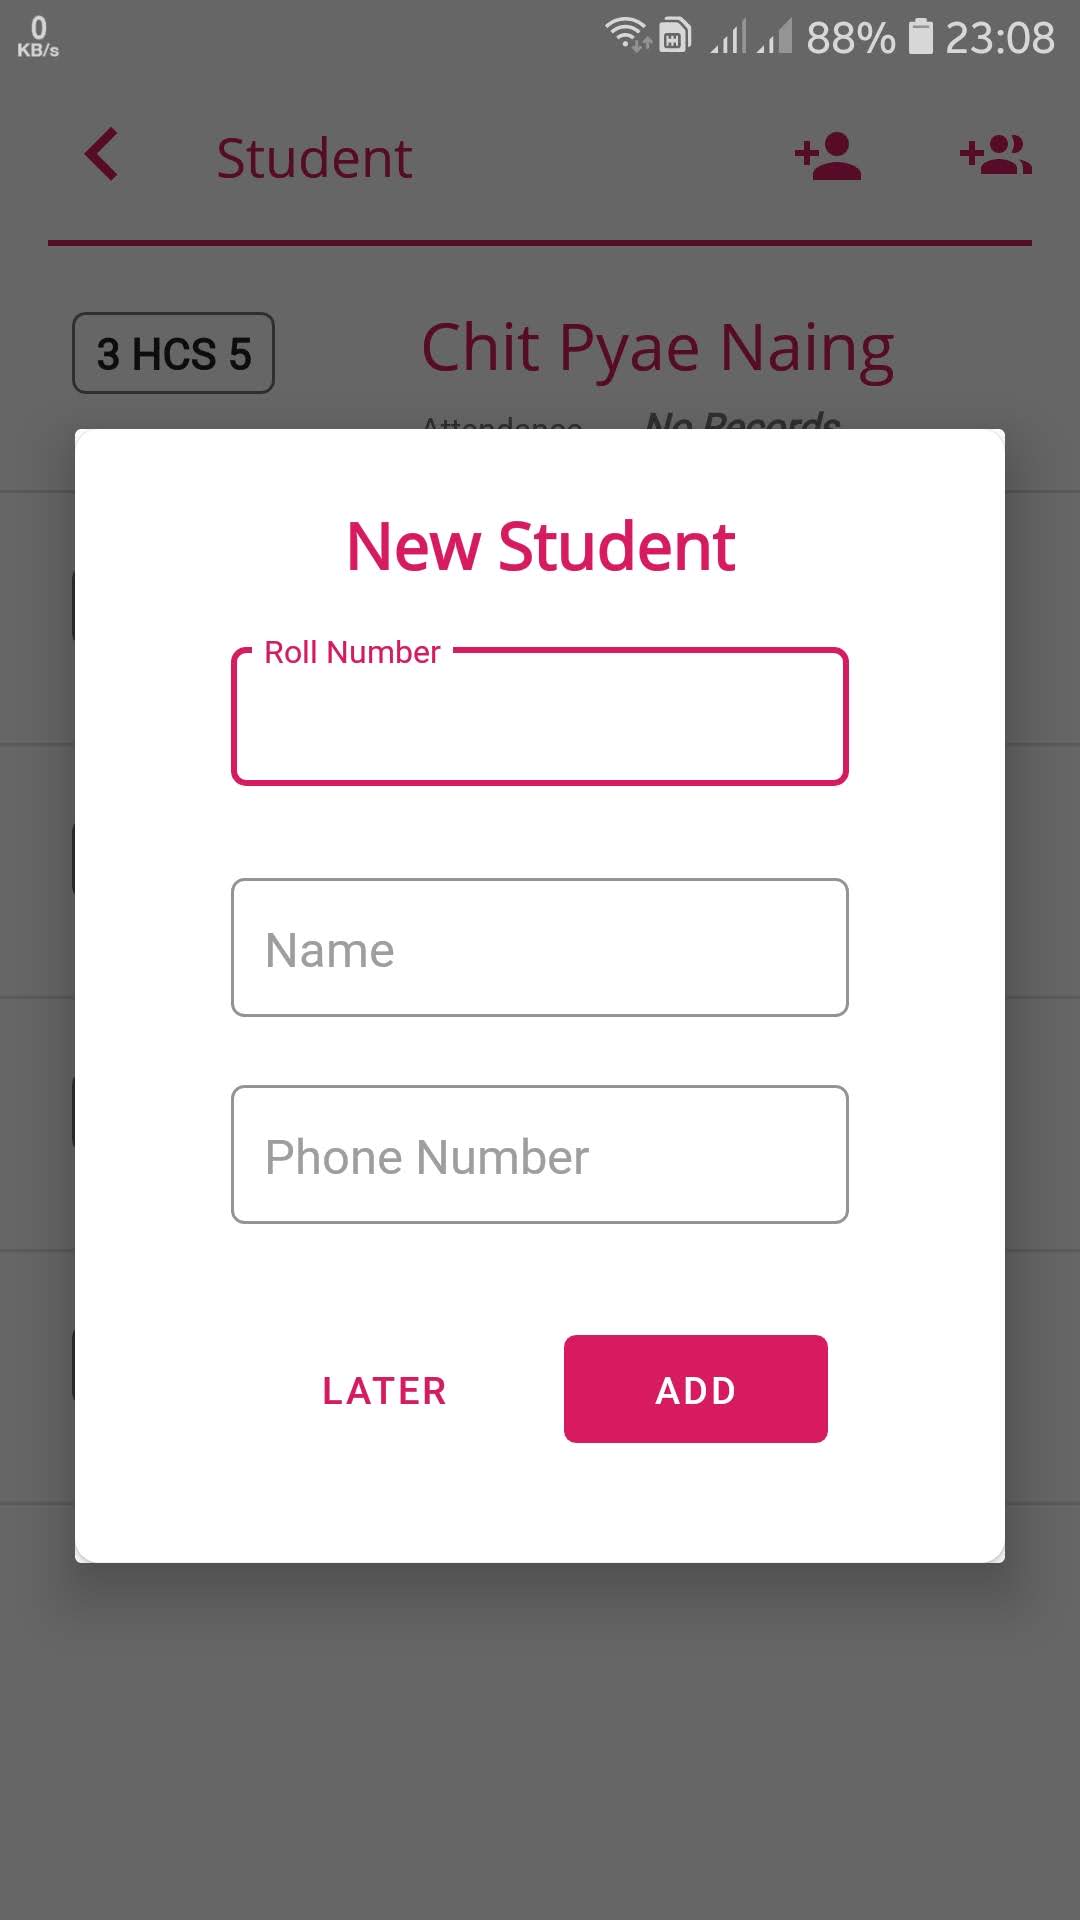 0
KB/s
88% 23:08
Student
3 HCS 5
Chit Pyae Naing
Attendance No Records
New Student
Roll Number
Name
Phone Number
LATER ADD